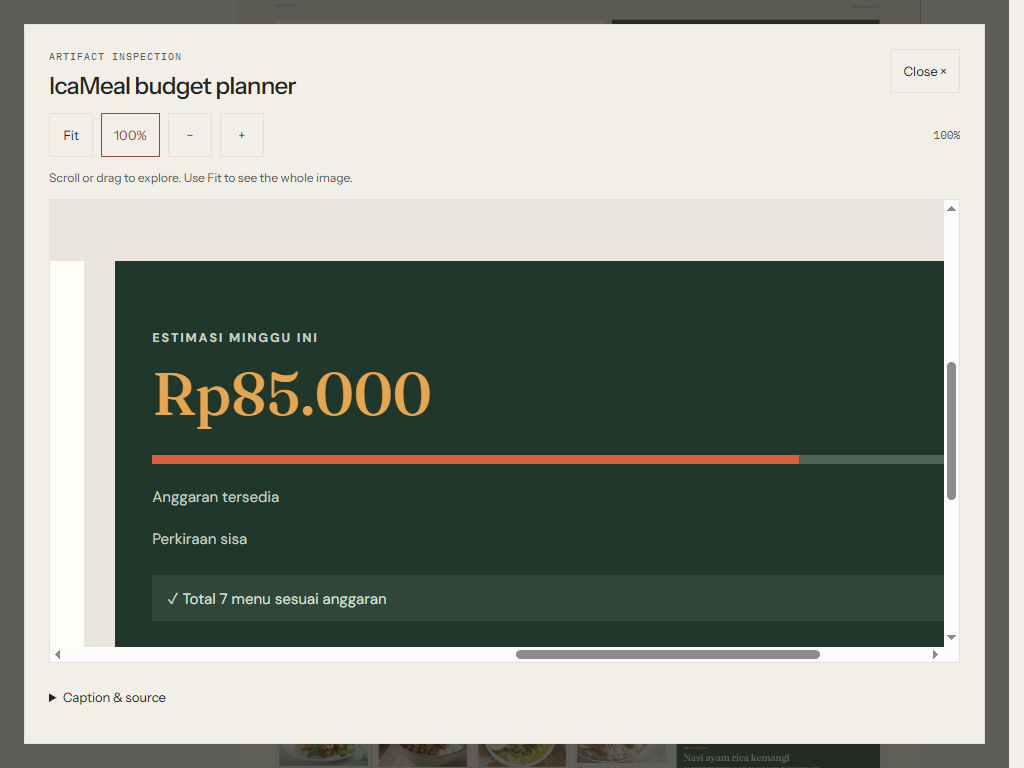 ARTIFACT INSPECTION
IcaMeal budget planner
Close ×
Fit
100%
−
+
100%
Scroll or drag to explore. Use Fit to see the whole image.
ESTIMASI MINGGU INI
Rp85.000
Anggaran tersedia
Perkiraan sisa
✓ Total 7 menu sesuai anggaran
▶ Caption & source
Nasi ayam rica kemangi